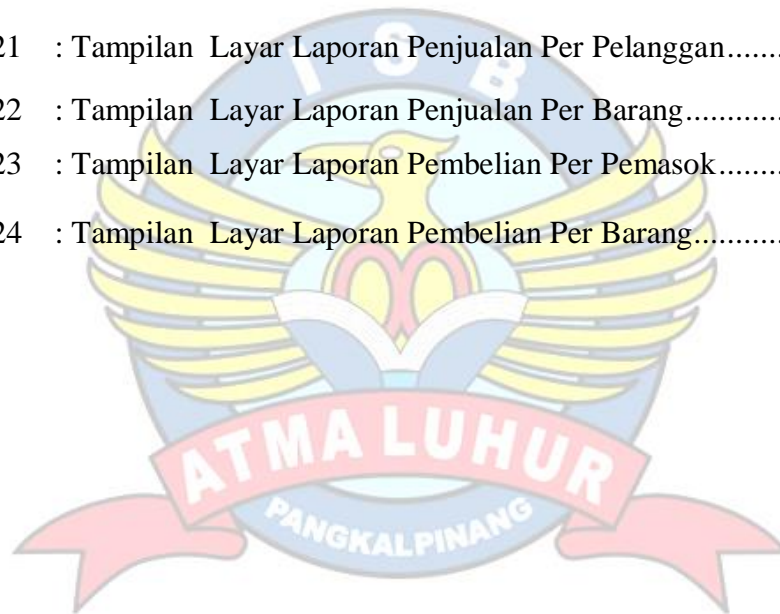 21 : Tampilan Layar Laporan Penjualan Per Pelanggan.......
22 : Tampilan Layar Laporan Penjualan Per Barang............
23 : Tampilan Layar Laporan Pembelian Per Pemasok........
24 : Tampilan Layar Laporan Pembelian Per Barang...........
I S B
ATMA LUHUR
PANGKALPINANG